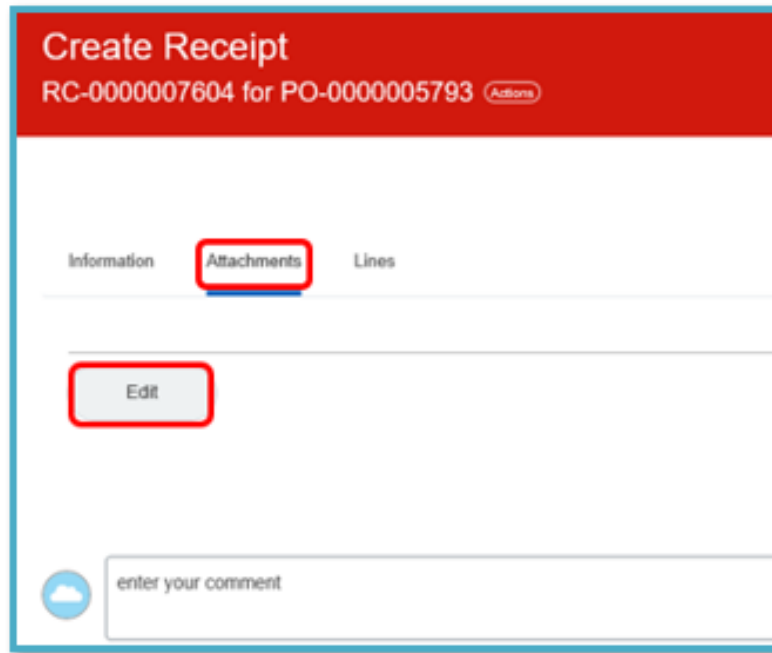 Create Receipt
RC-0000007604 for PO-0000005793 Actions
Information Attachments Lines
Edit
enter your comment